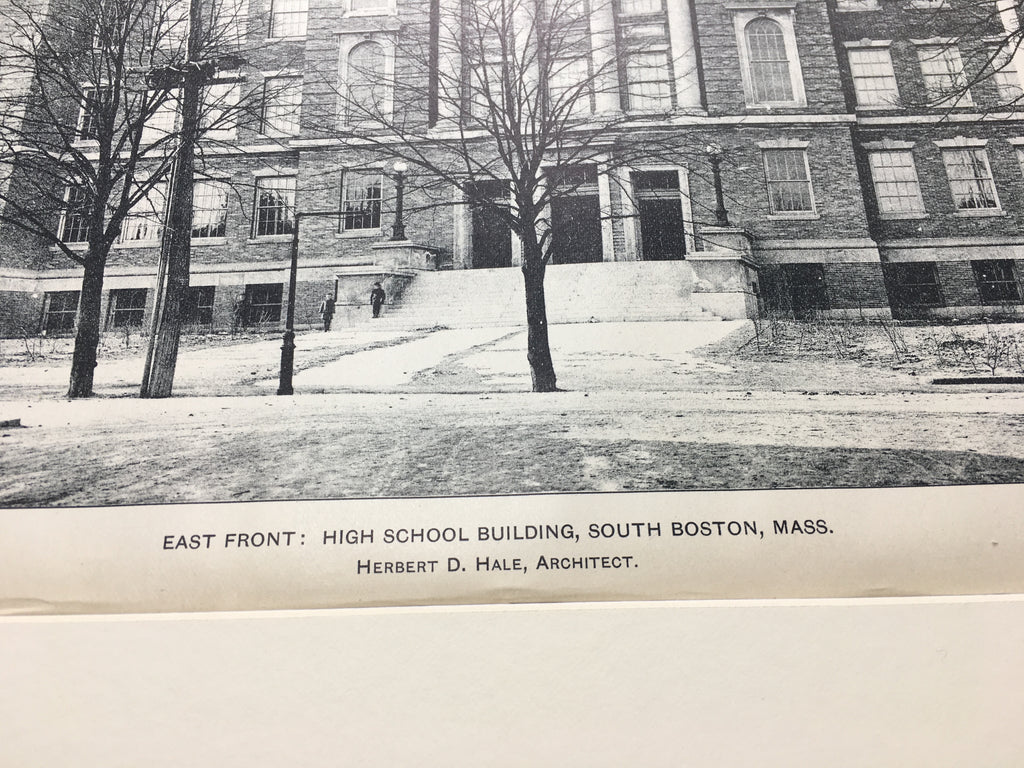 EAST FRONT: HIGH SCHOOL BUILDING, SOUTH BOSTON, MASS.
HERBERT D. HALE, ARCHITECT.